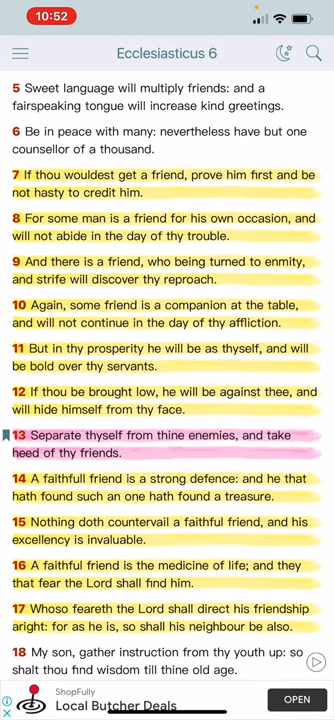 10:52
Ecclesiasticus 6
5 Sweet language will multiply friends: and a
fairspeaking tongue will increase kind greetings.
6 Be in peace with many: nevertheless have but one
counsellor of a thousand.
7 If thou wouldest get a friend, prove him first and be
not hasty to credit him.
8 For some man is a friend for his own occasion, and
will not abide in the day of thy trouble.
9 And there is a friend, who being turned to enmity,
and strife will discover thy reproach.
10 Again, some friend is a companion at the table,
and will not continue in the day of thy affliction.
11 But in thy prosperity he will be as thyself, and will
be bold over thy servants.
12 If thou be brought low, he will be against thee, and
will hide himself from thy face.
13 Separate thyself from thine enemies, and take
heed of thy friends.
14 A faithfull friend is a strong defence: and he that
hath found such an one hath found a treasure.
15 Nothing doth countervail a faithful friend, and his
excellency is invaluable.
16 A faithful friend is the medicine of life; and they
that fear the Lord shall find him.
17 Whoso feareth the Lord shall direct his friendship
aright: for as he is, so shall his neighbour be also.
18 My son, gather instruction from thy youth up: so
shalt thou find wisdom till thine old age.
ShopFully
Local Butcher Deals
OPEN